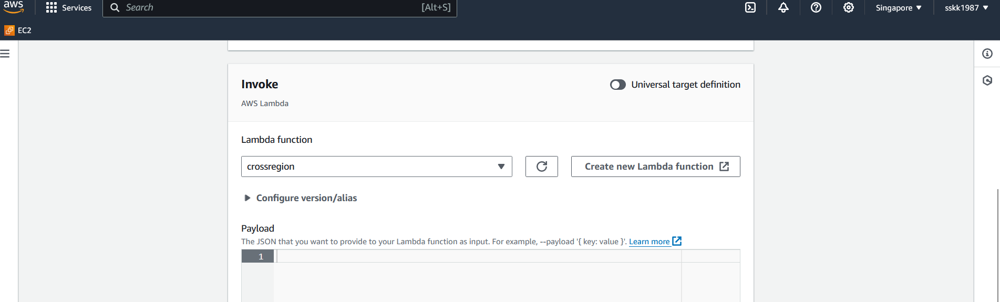 aws
Services
Search
[Alt+S]
Singapore
sskk1987
EC2
Invoke
Universal target definition
AWS Lambda
Lambda function
crossregion
Create new Lambda function
Configure version/alias
Payload
The JSON that you want to provide to your Lambda function as input. For example, --payload '{ key: value }'. Learn more
1